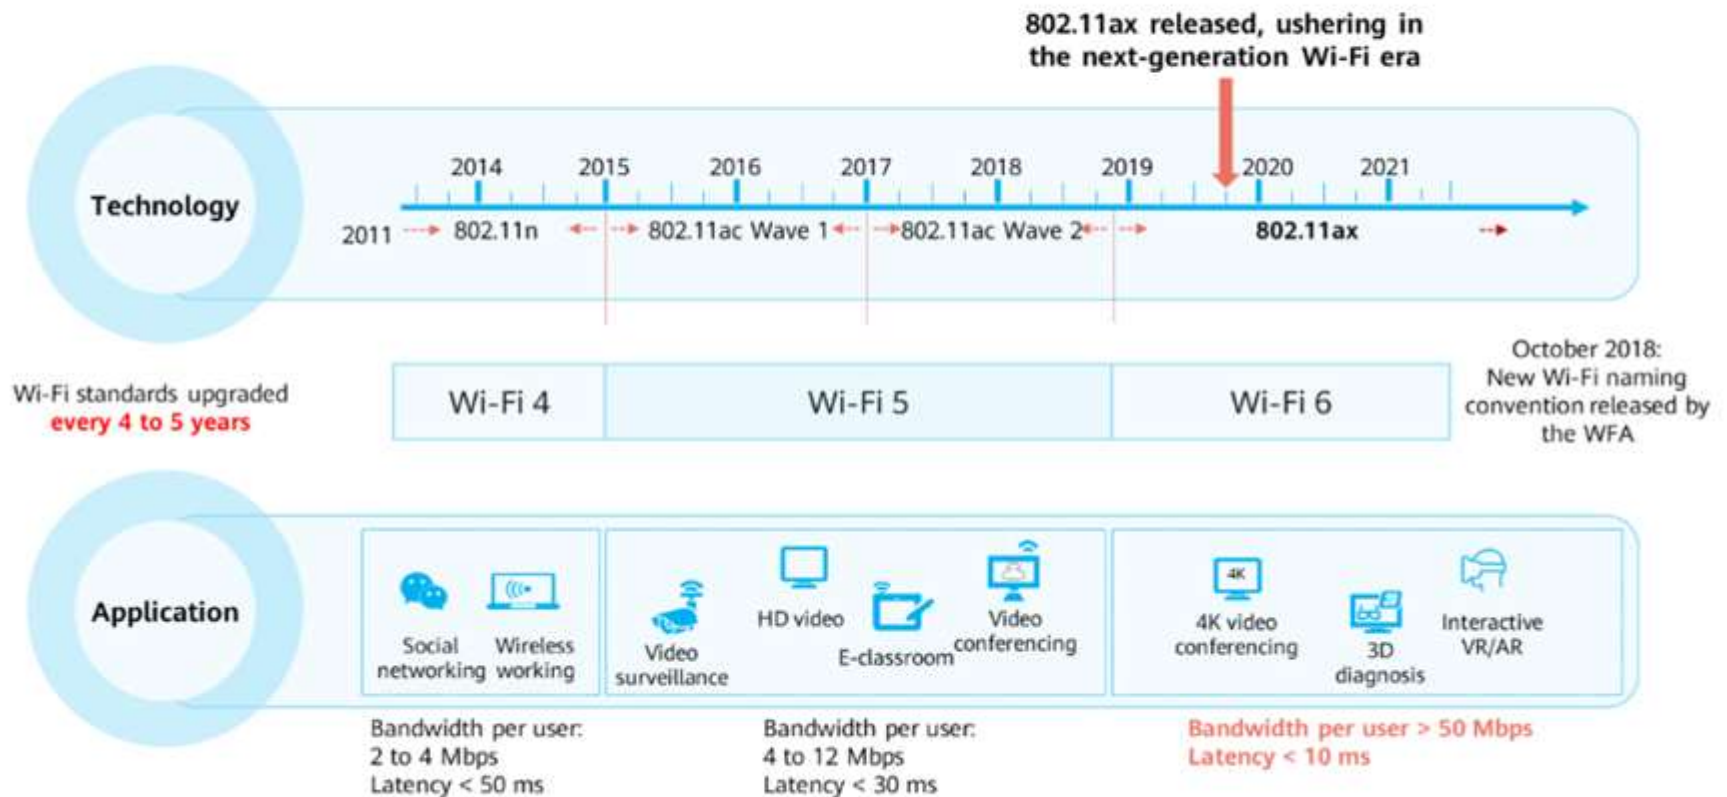 802.11ax released, ushering in
the next-generation Wi-Fi era
Technology
2014 2015 2016 2017 2018 2019 2020 2021
2011 802.11n 802.11ac Wave 1 802.11ac Wave 2 802.11ax
Wi-Fi standards upgraded
every 4 to 5 years
Wi-Fi 4
Wi-Fi 5
Wi-Fi 6
October 2018:
New Wi-Fi naming
convention released by
the WFA
Application
Social
networking
Wireless
working
Video
surveillance
HD video
E-classroom
Video
conferencing
4K
4K video
conferencing
3D
diagnosis
Interactive
VR/AR
Bandwidth per user:
2 to 4 Mbps
Latency < 50 ms
Bandwidth per user:
4 to 12 Mbps
Latency < 30 ms
Bandwidth per user > 50 Mbps
Latency < 10 ms